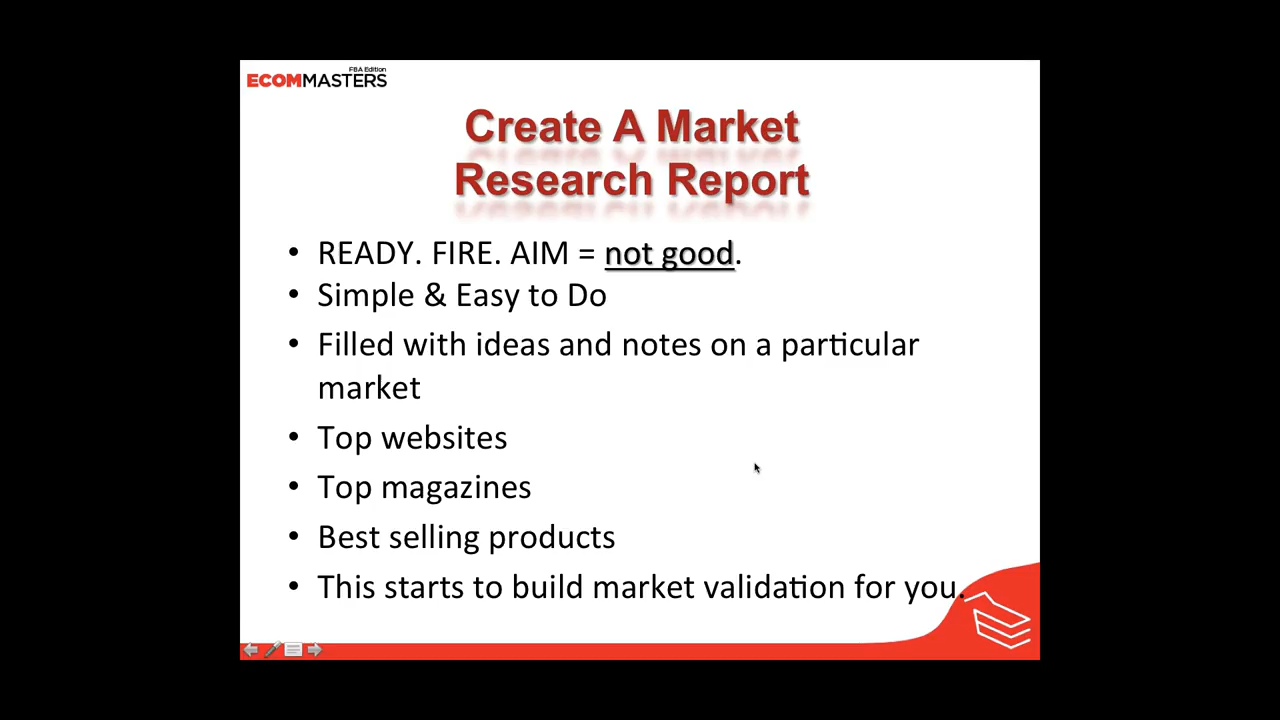 FBA Edition
ECOMMASTERS
Create A Market
Research Report
• READY. FIRE. AIM = not good.
• Simple & Easy to Do
• Filled with ideas and notes on a particular
market
• Top websites
• Top magazines
• Best selling products
• This starts to build market validation for you.